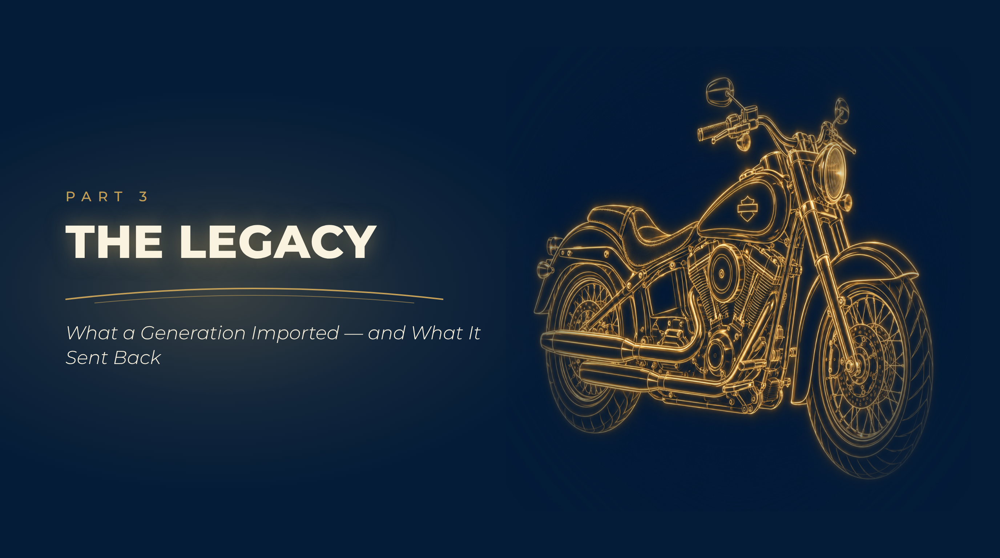 PART 3
THE LEGACY
What a Generation Imported — and What It
Sent Back